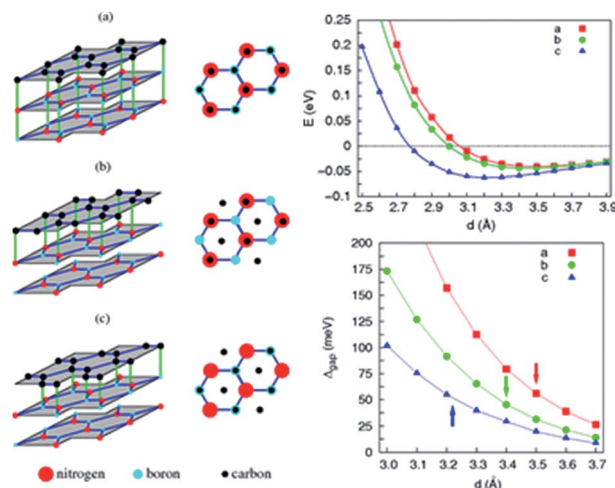 (a)
(b)
(c)
nitrogen boron carbon
0.25
0.2
0.15
0.1
0.05
0
−0.05
−0.1
E (eV)
a
b
c
2.5 2.7 2.9 3.1 3.3 3.5 3.7 3.9
d (Å)
200
175
150
125
100
75
50
25
0
Δgap (meV)
a
b
c
3.0 3.1 3.2 3.3 3.4 3.5 3.6 3.7
d (Å)